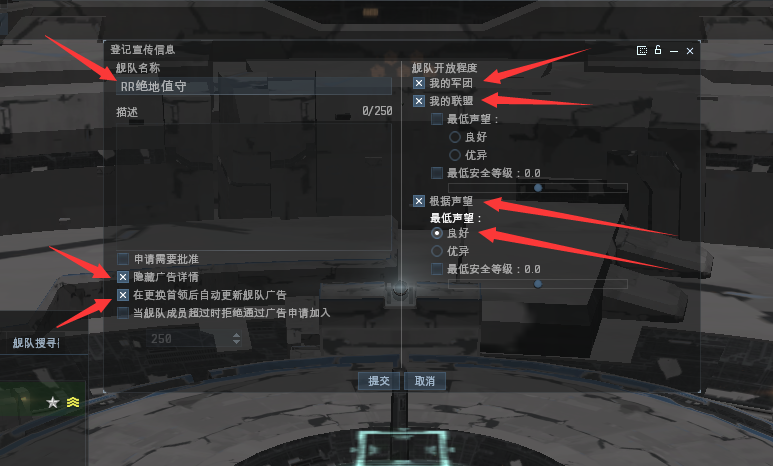 登记宣传信息
舰队名称
RR绝地值守
描述
0/250
申请需要批准
隐藏广告详情
在更换首领后自动更新舰队广告
当舰队成员超过时拒绝通过广告申请加入
250
舰队开放程度
我的军团
我的联盟
最低声望：
良好
优异
最低安全等级：0.0
根据声望
最低声望：
良好
优异
最低安全等级：0.0
舰队搜寻
提交
取消